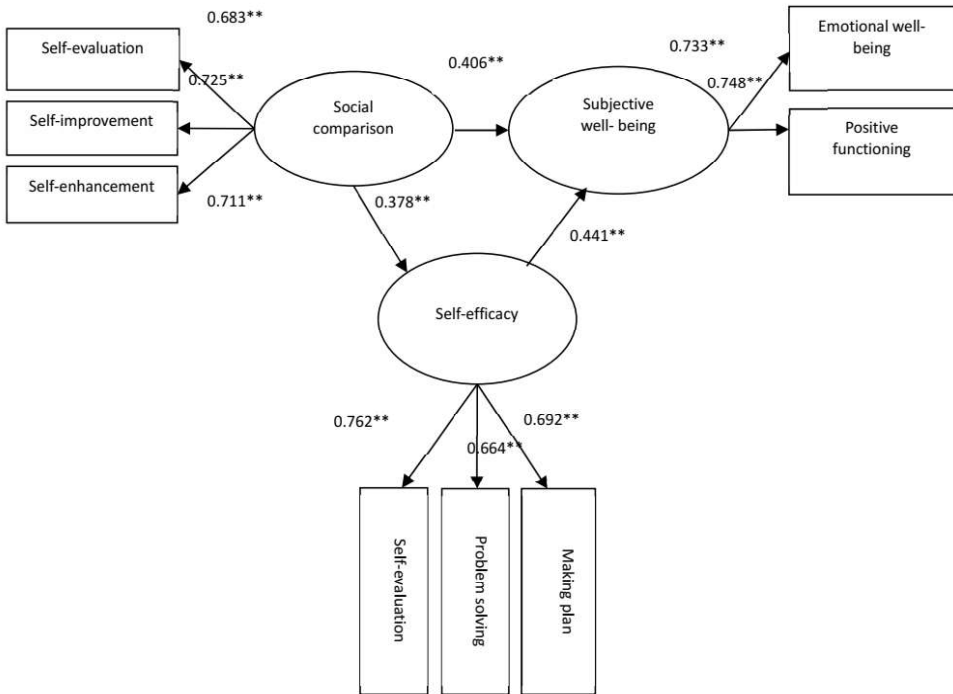 0.683**
Self-evaluation
0.725**
Self-improvement
Self-enhancement
0.711**
Social
comparison
0.406**
Subjective
well- being
0.733**
0.748**
Emotional well-
being
Positive
functioning
0.378**
0.441**
Self-efficacy
0.762**
0.664**
0.692**
Self-evaluation
Problem solving
Making plan